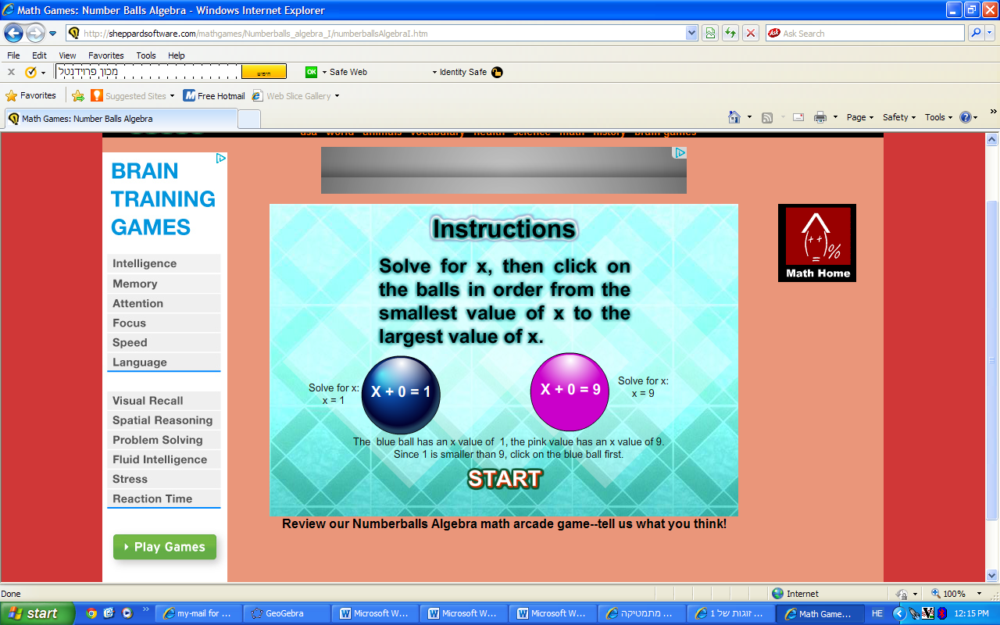 Math Games: Number Balls Algebra - Windows Internet Explorer
http://sheppardsoftware.com/mathgames/Numberballs_algebra_I/numberballsAlgebraI.htm
Ask Search
File Edit View Favorites Tools Help
מכון פרוידנטל
חיפוש
OK Safe Web Identity Safe
Favorites Suggested Sites Free Hotmail Web Slice Gallery
Math Games: Number Balls Algebra
Page Safety Tools
usa world animals vocabulary health science math history brain games
BRAIN
TRAINING
GAMES
Intelligence
Memory
Attention
Focus
Speed
Language
Visual Recall
Spatial Reasoning
Problem Solving
Fluid Intelligence
Stress
Reaction Time
Play Games
Instructions
Solve for x, then click on
the balls in order from the
smallest value of x to the
largest value of x.
Solve for x:
x = 1
X + 0 = 1
X + 0 = 9
Solve for x:
x = 9
The blue ball has an x value of 1, the pink value has an x value of 9.
Since 1 is smaller than 9, click on the blue ball first.
START
(++)
=%
Math Home
Review our Numberballs Algebra math arcade game--tell us what you think!
Done Internet 100%
start my-mail for ... GeoGebra Microsoft W... Microsoft W... Microsoft W... מתמטיקה ... זוגות של 1 ... Math Game... HE 12:15 PM